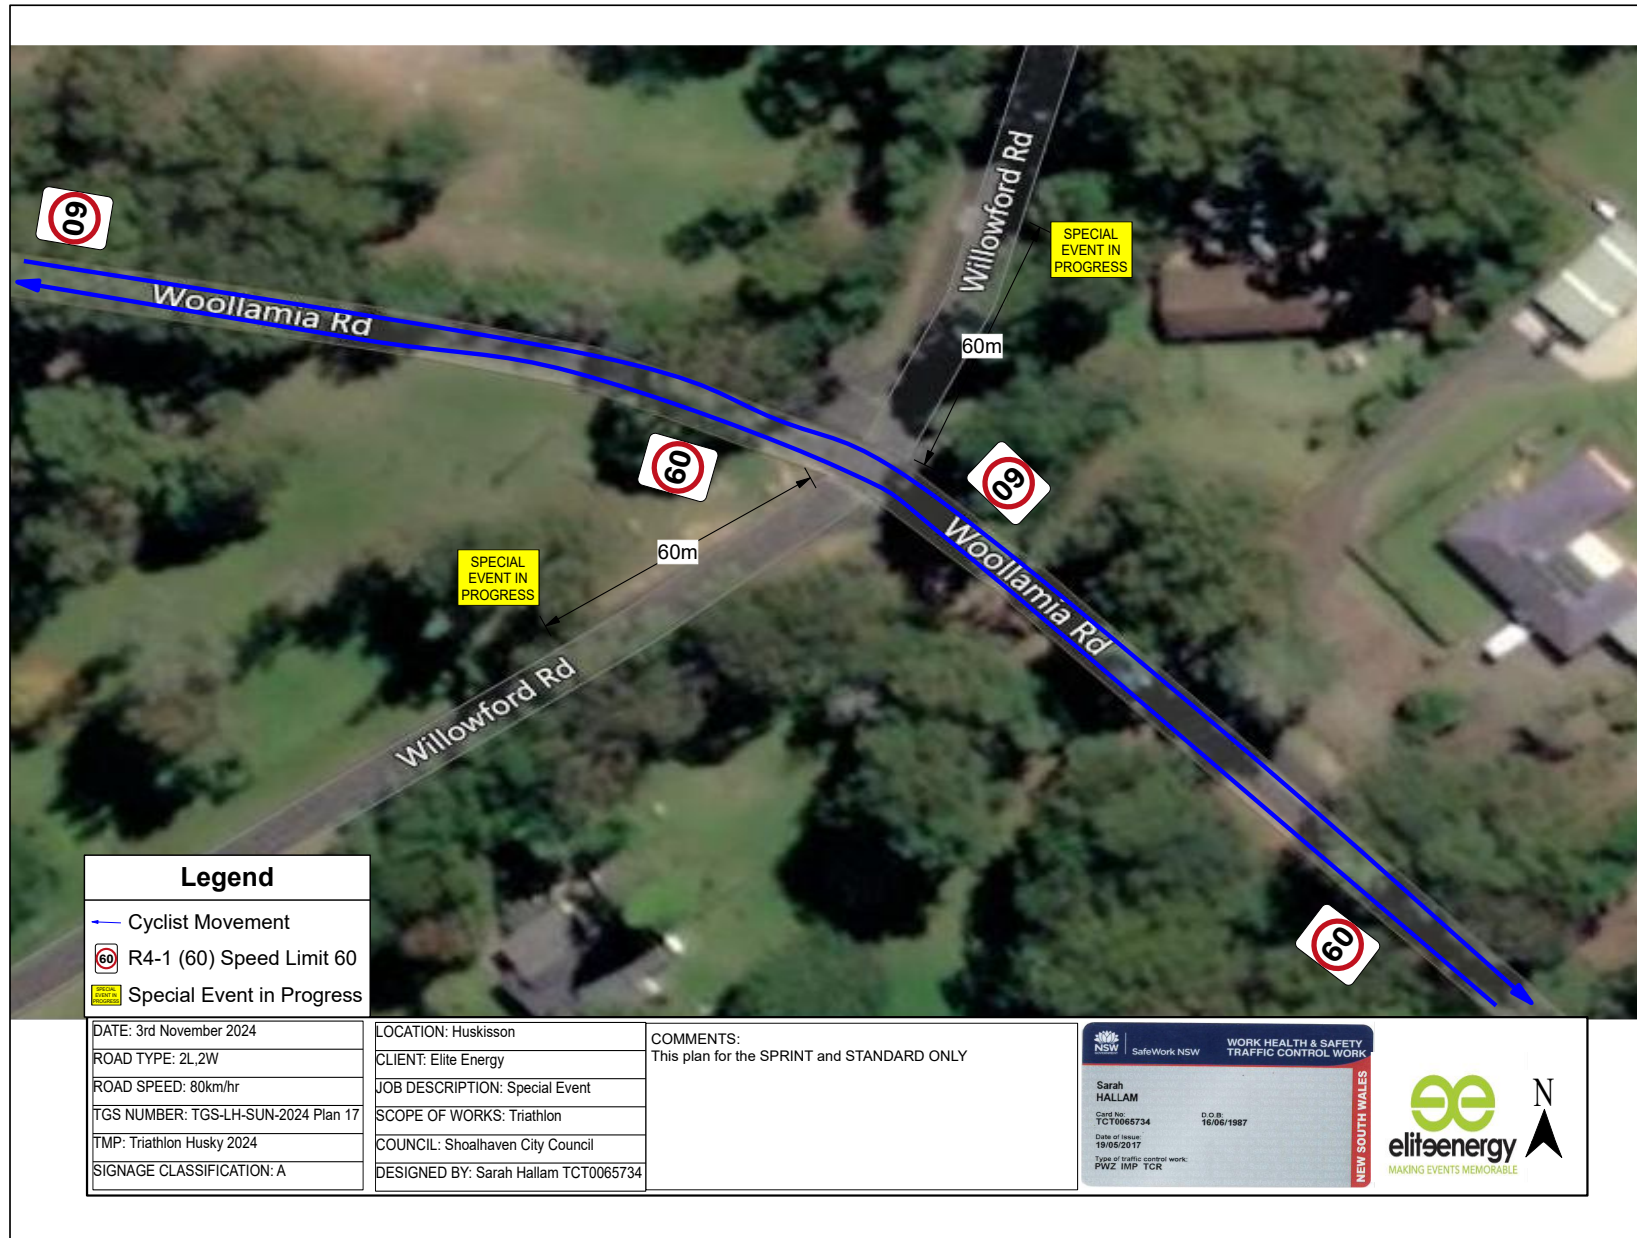 Willowford Rd
SPECIAL
EVENT IN
PROGRESS
60
Woollamia Rd
60m
60
60
60m
SPECIAL
EVENT IN
PROGRESS
Woollamia Rd
Willowford Rd
60
Legend
Cyclist Movement
60 R4-1 (60) Speed Limit 60
SPECIAL
EVENT IN
PROGRESS
Special Event in Progress
DATE: 3rd November 2024
ROAD TYPE: 2L,2W
ROAD SPEED: 80km/hr
TGS NUMBER: TGS-LH-SUN-2024 Plan 17
TMP: Triathlon Husky 2024
SIGNAGE CLASSIFICATION: A
LOCATION: Huskisson
CLIENT: Elite Energy
JOB DESCRIPTION: Special Event
SCOPE OF WORKS: Triathlon
COUNCIL: Shoalhaven City Council
DESIGNED BY: Sarah Hallam TCT0065734
COMMENTS:
This plan for the SPRINT and STANDARD ONLY
NSW
SafeWork NSW
WORK HEALTH & SAFETY
TRAFFIC CONTROL WORK
Sarah
HALLAM
Card No:
TCT0065734
D.O.B:
16/06/1987
Date of Issue:
19/05/2017
Type of traffic control work:
PWZ IMP TCR
NEW SOUTH WALES
eliteenergy
MAKING EVENTS MEMORABLE
N